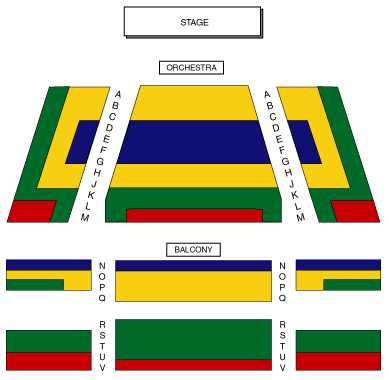 STAGE
ORCHESTRA
A A
B B
C C
D D
E E
F F
G G
H H
J J
K K
L L
M M
BALCONY
N N
O O
P P
Q Q
R R
S S
T T
U U
V V